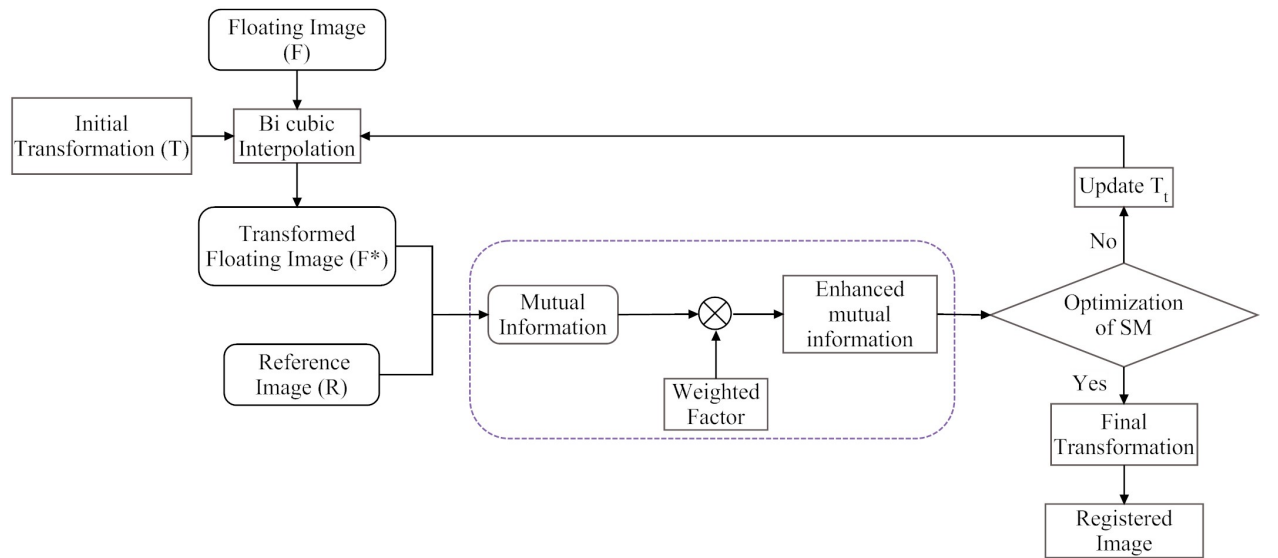 Floating Image
(F)
Initial
Transformation (T)
Bi cubic
Interpolation
Update Tt
Transformed
Floating Image (F*)
No
Mutual
Information
Enhanced
mutual
information
Optimization
of SM
Reference
Image (R)
Weighted
Factor
Yes
Final
Transformation
Registered
Image